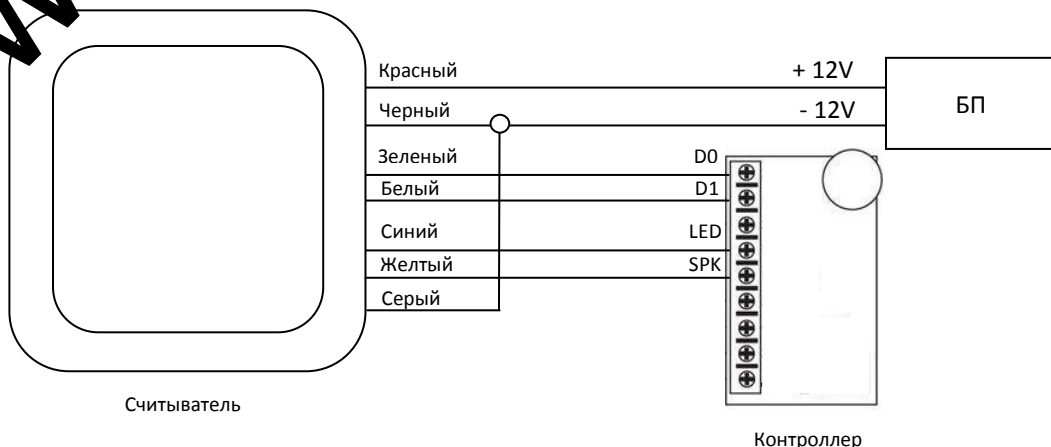 Красный + 12V
Черный - 12V
БП
Зеленый D0
Белый D1
Синий LED
Желтый SPK
Серый
Считыватель
Контроллер